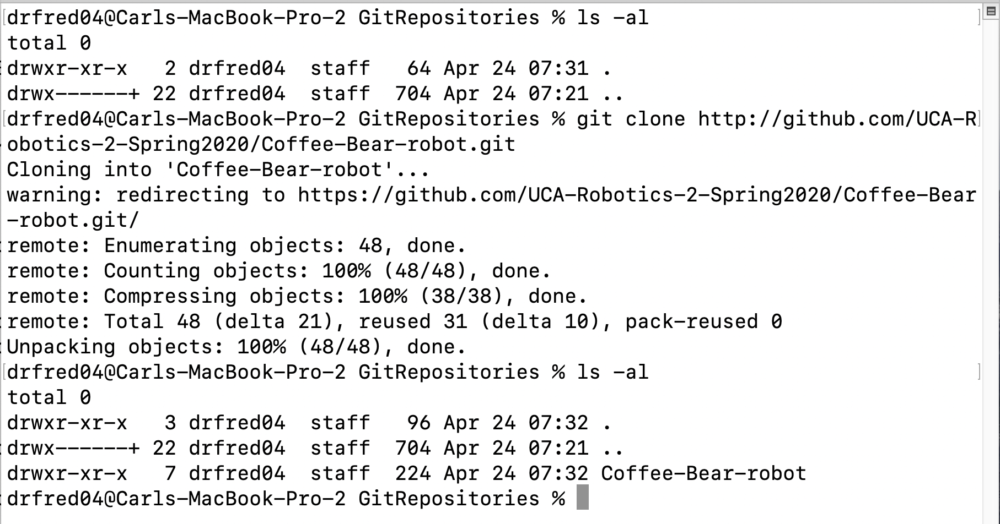 drfred04@Carls-MacBook-Pro-2 GitRepositories % ls -al
total 0
drwxr-xr-x   2 drfred04  staff   64 Apr 24 07:31 .
drwx------+ 22 drfred04  staff  704 Apr 24 07:21 ..
drfred04@Carls-MacBook-Pro-2 GitRepositories % git clone http://github.com/UCA-R
obotics-2-Spring2020/Coffee-Bear-robot.git
Cloning into 'Coffee-Bear-robot'...
warning: redirecting to https://github.com/UCA-Robotics-2-Spring2020/Coffee-Bear
-robot.git/
remote: Enumerating objects: 48, done.
remote: Counting objects: 100% (48/48), done.
remote: Compressing objects: 100% (38/38), done.
remote: Total 48 (delta 21), reused 31 (delta 10), pack-reused 0
Unpacking objects: 100% (48/48), done.
drfred04@Carls-MacBook-Pro-2 GitRepositories % ls -al
total 0
drwxr-xr-x   3 drfred04  staff   96 Apr 24 07:32 .
drwx------+ 22 drfred04  staff  704 Apr 24 07:21 ..
drwxr-xr-x   7 drfred04  staff  224 Apr 24 07:32 Coffee-Bear-robot
drfred04@Carls-MacBook-Pro-2 GitRepositories %